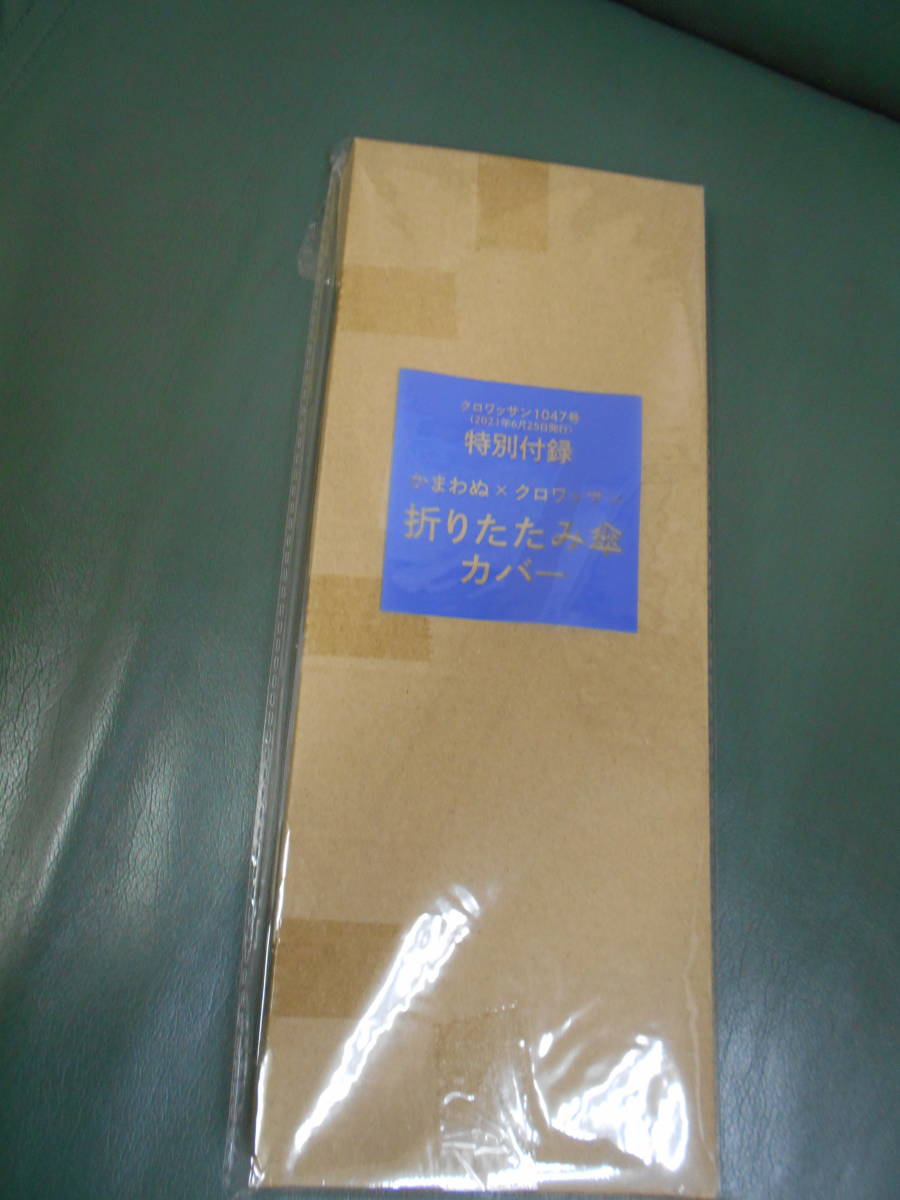 クロワッサン1047号
(2021年6月25日発行)
特別付録
かまわぬ×クロワッサン
折りたたみ傘
カバー